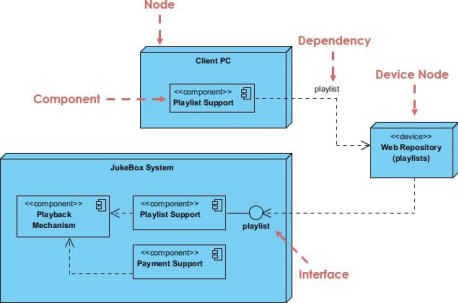 Node
Client PC
<<component>>
Playlist Support
Component
Dependency
playlist
Device Node
<<device>>
Web Repository
(playlists)
JukeBox System
<<component>>
Playback
Mechanism
<<component>>
Playlist Support
playlist
<<component>>
Payment Support
Interface